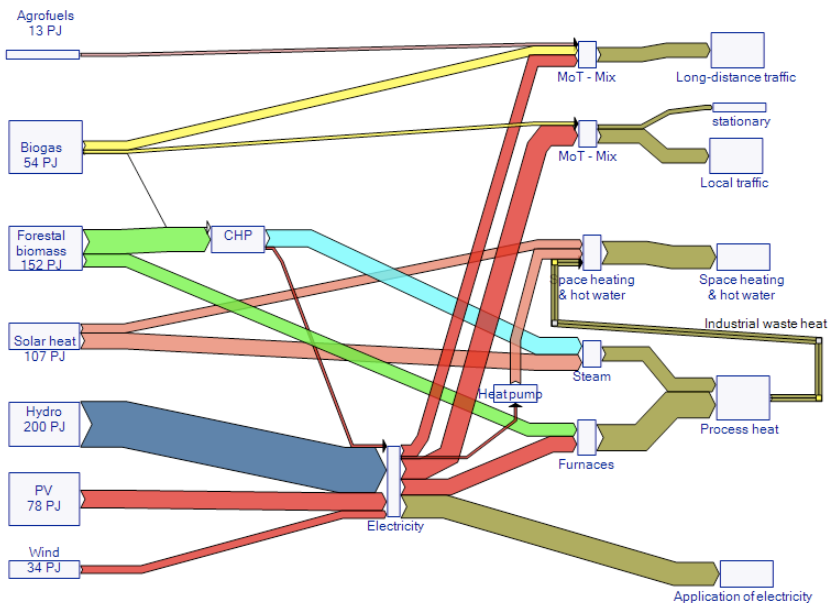 Agrofuels
13 PJ
MoT - Mix
Long-distance traffic
Biogas
54 PJ
MoT - Mix
stationary
Local traffic
Forestal
biomass
152 PJ
CHP
Space heating
& hot water
Space heating
& hot water
Industrial waste heat
Solar heat
107 PJ
Steam
Heat pump
Process heat
Hydro
200 PJ
Furnaces
PV
78 PJ
Electricity
Wind
34 PJ
Application of electricity